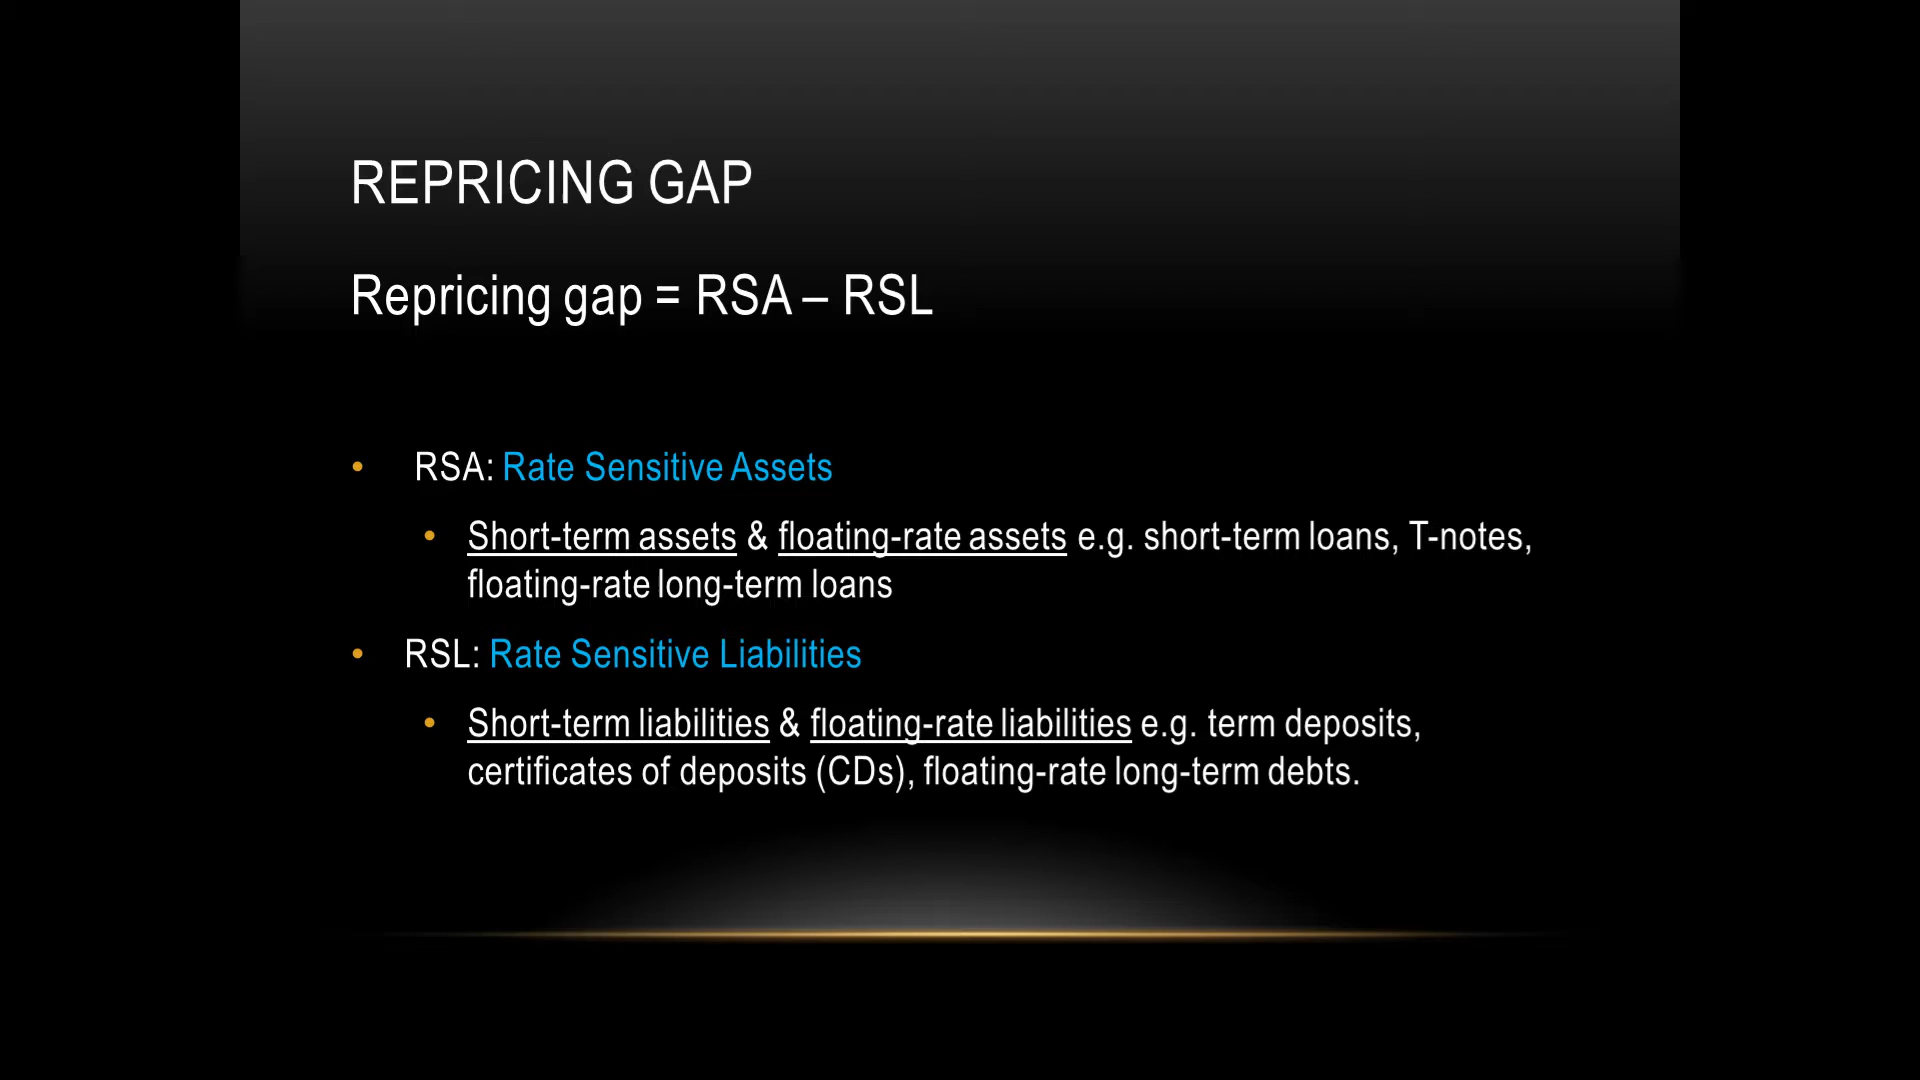 REPRICING GAP
Repricing gap = RSA – RSL
• RSA: Rate Sensitive Assets
• Short-term assets & floating-rate assets e.g. short-term loans, T-notes,
floating-rate long-term loans
• RSL: Rate Sensitive Liabilities
• Short-term liabilities & floating-rate liabilities e.g. term deposits,
certificates of deposits (CDs), floating-rate long-term debts.